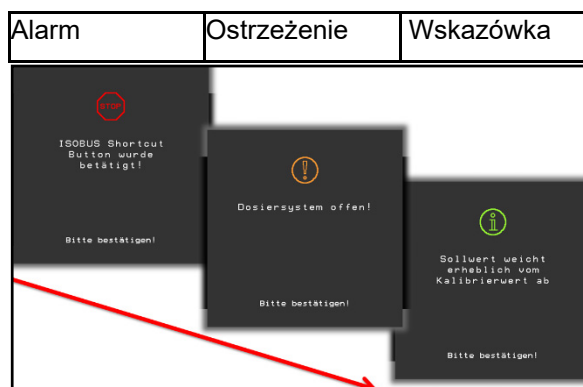 Alarm
Ostrzeżenie
Wskazówka
STOP
ISOBUS Shortcut
Button wurde
betätigt!
Bitte bestätigen!
Dosiersystem offen!
Bitte bestätigen!
Sollwert weicht
erheblich vom
Kalibrierwert ab
Bitte bestätigen!